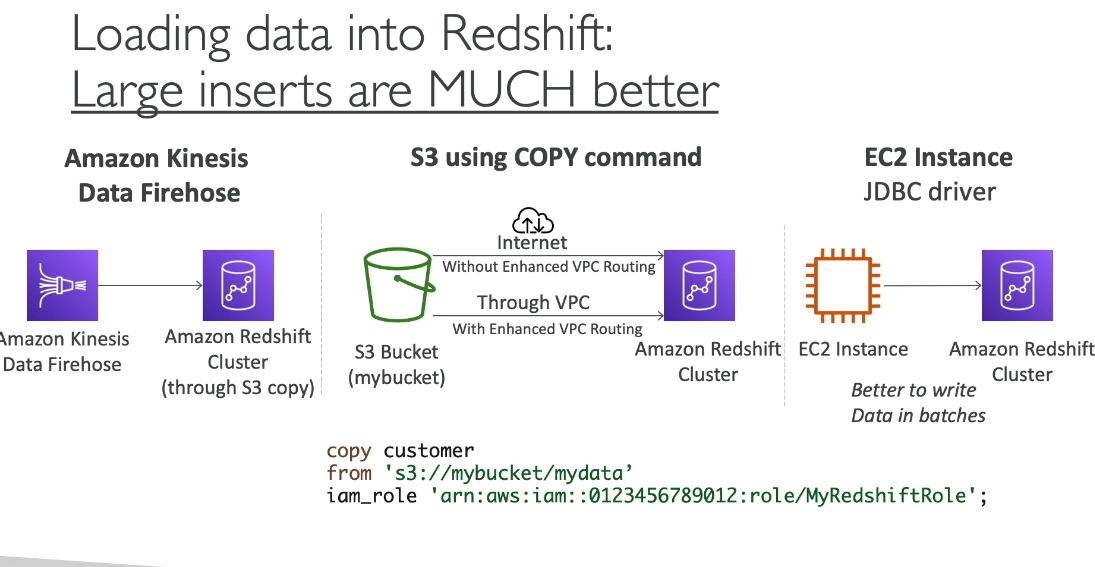 Loading data into Redshift:
Large inserts are MUCH better
Amazon Kinesis
Data Firehose
Amazon Kinesis
Data Firehose
Amazon Redshift
Cluster
(through S3 copy)
S3 using COPY command
Internet
Without Enhanced VPC Routing
Through VPC
With Enhanced VPC Routing
S3 Bucket
(mybucket)
Amazon Redshift
Cluster
EC2 Instance
JDBC driver
EC2 Instance
Amazon Redshift
Cluster
Better to write
Data in batches
copy customer
from 's3://mybucket/mydata’
iam_role 'arn:aws:iam::0123456789012:role/MyRedshiftRole';